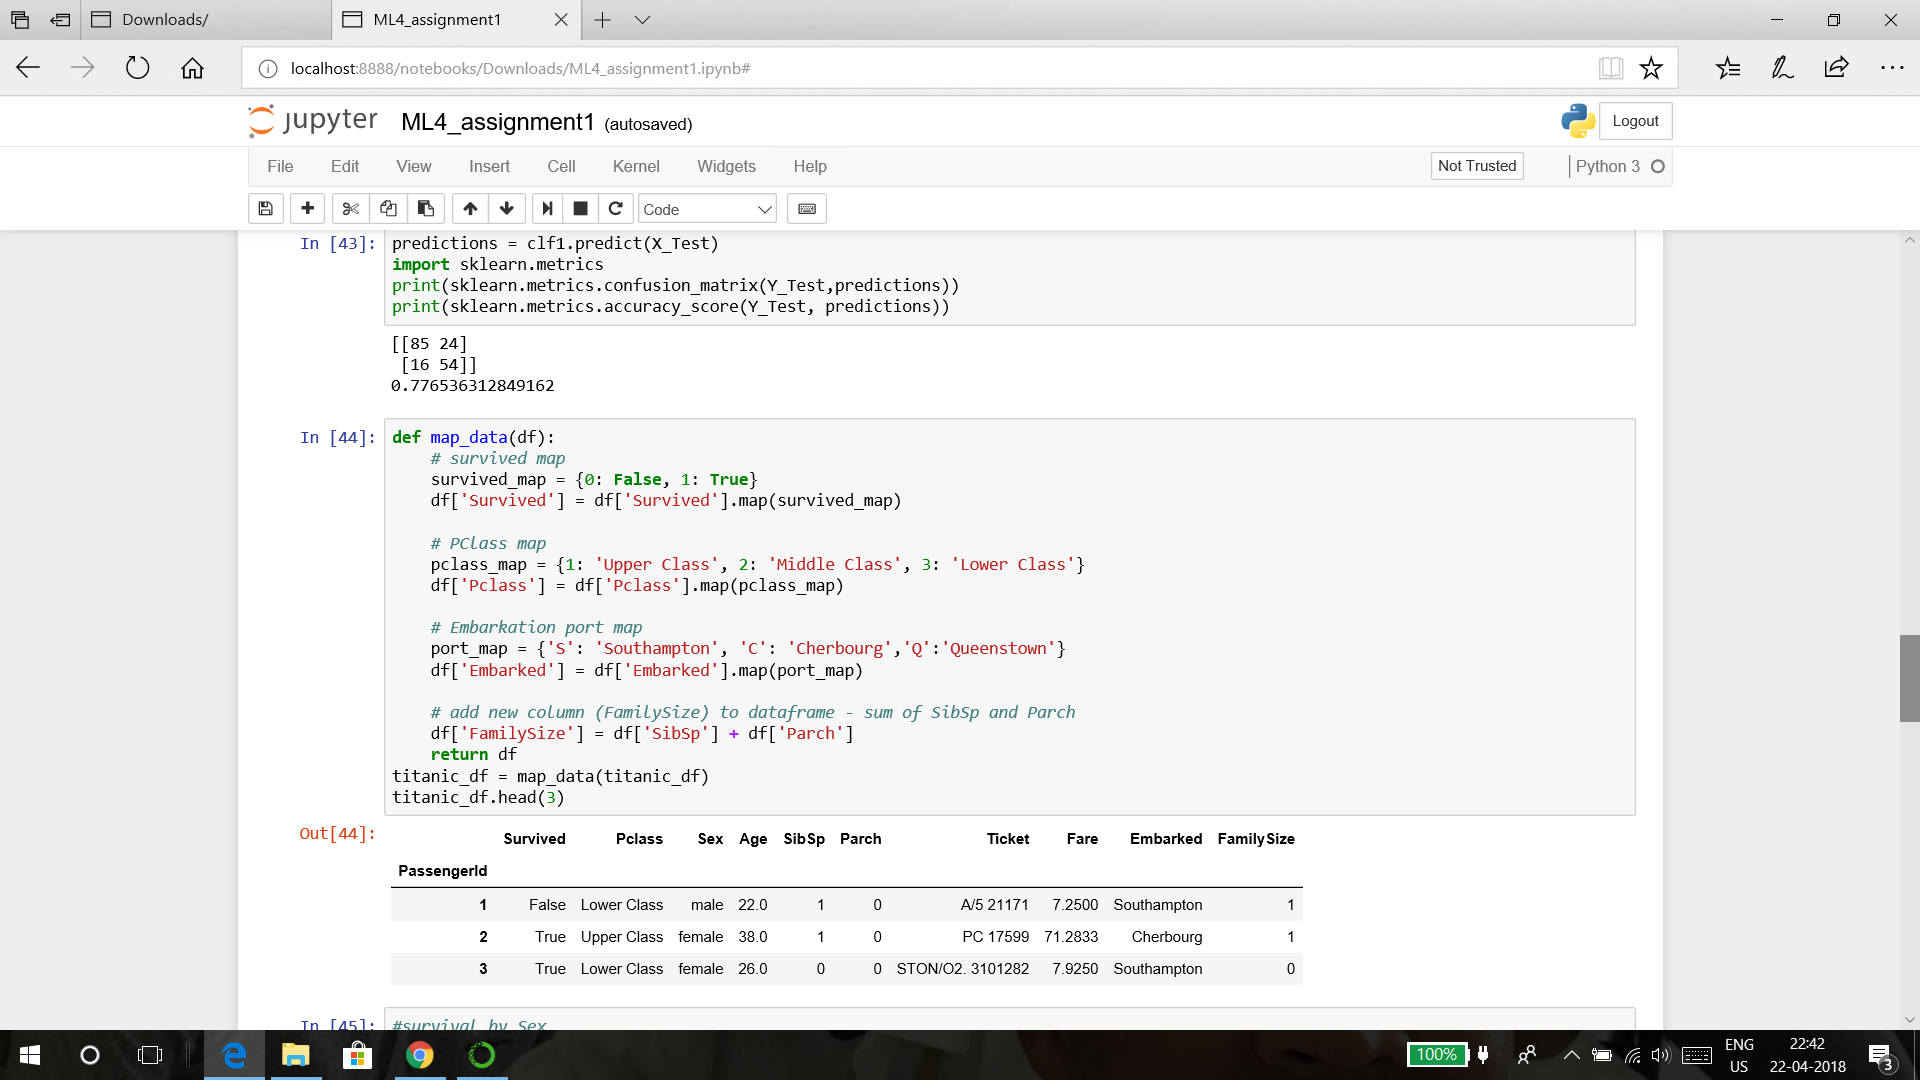 Downloads/
ML4_assignment1
localhost:8888/notebooks/Downloads/ML4_assignment1.ipynb#
jupyter ML4_assignment1 (autosaved)
Logout
File Edit View Insert Cell Kernel Widgets Help
Not Trusted
Python 3
Code
In [43]:
predictions = clf1.predict(X_Test)
import sklearn.metrics
print(sklearn.metrics.confusion_matrix(Y_Test,predictions))
print(sklearn.metrics.accuracy_score(Y_Test, predictions))
[[85 24]
 [16 54]]
0.776536312849162
In [44]:
def map_data(df):
    # survived map
    survived_map = {0: False, 1: True}
    df['Survived'] = df['Survived'].map(survived_map)
    # PClass map
    pclass_map = {1: 'Upper Class', 2: 'Middle Class', 3: 'Lower Class'}
    df['Pclass'] = df['Pclass'].map(pclass_map)
    # Embarkation port map
    port_map = {'S': 'Southampton', 'C': 'Cherbourg','Q':'Queenstown'}
    df['Embarked'] = df['Embarked'].map(port_map)
    # add new column (FamilySize) to dataframe - sum of SibSp and Parch
    df['FamilySize'] = df['SibSp'] + df['Parch']
    return df
titanic_df = map_data(titanic_df)
titanic_df.head(3)
Out[44]:
Survived Pclass Sex Age SibSp Parch Ticket Fare Embarked FamilySize
PassengerId
1 False Lower Class male 22.0 1 0 A/5 21171 7.2500 Southampton 1
2 True Upper Class female 38.0 1 0 PC 17599 71.2833 Cherbourg 1
3 True Lower Class female 26.0 0 0 STON/O2. 3101282 7.9250 Southampton 0
In [45]:
#survival by Sex
100%
ENG
US
22:42
22-04-2018
3